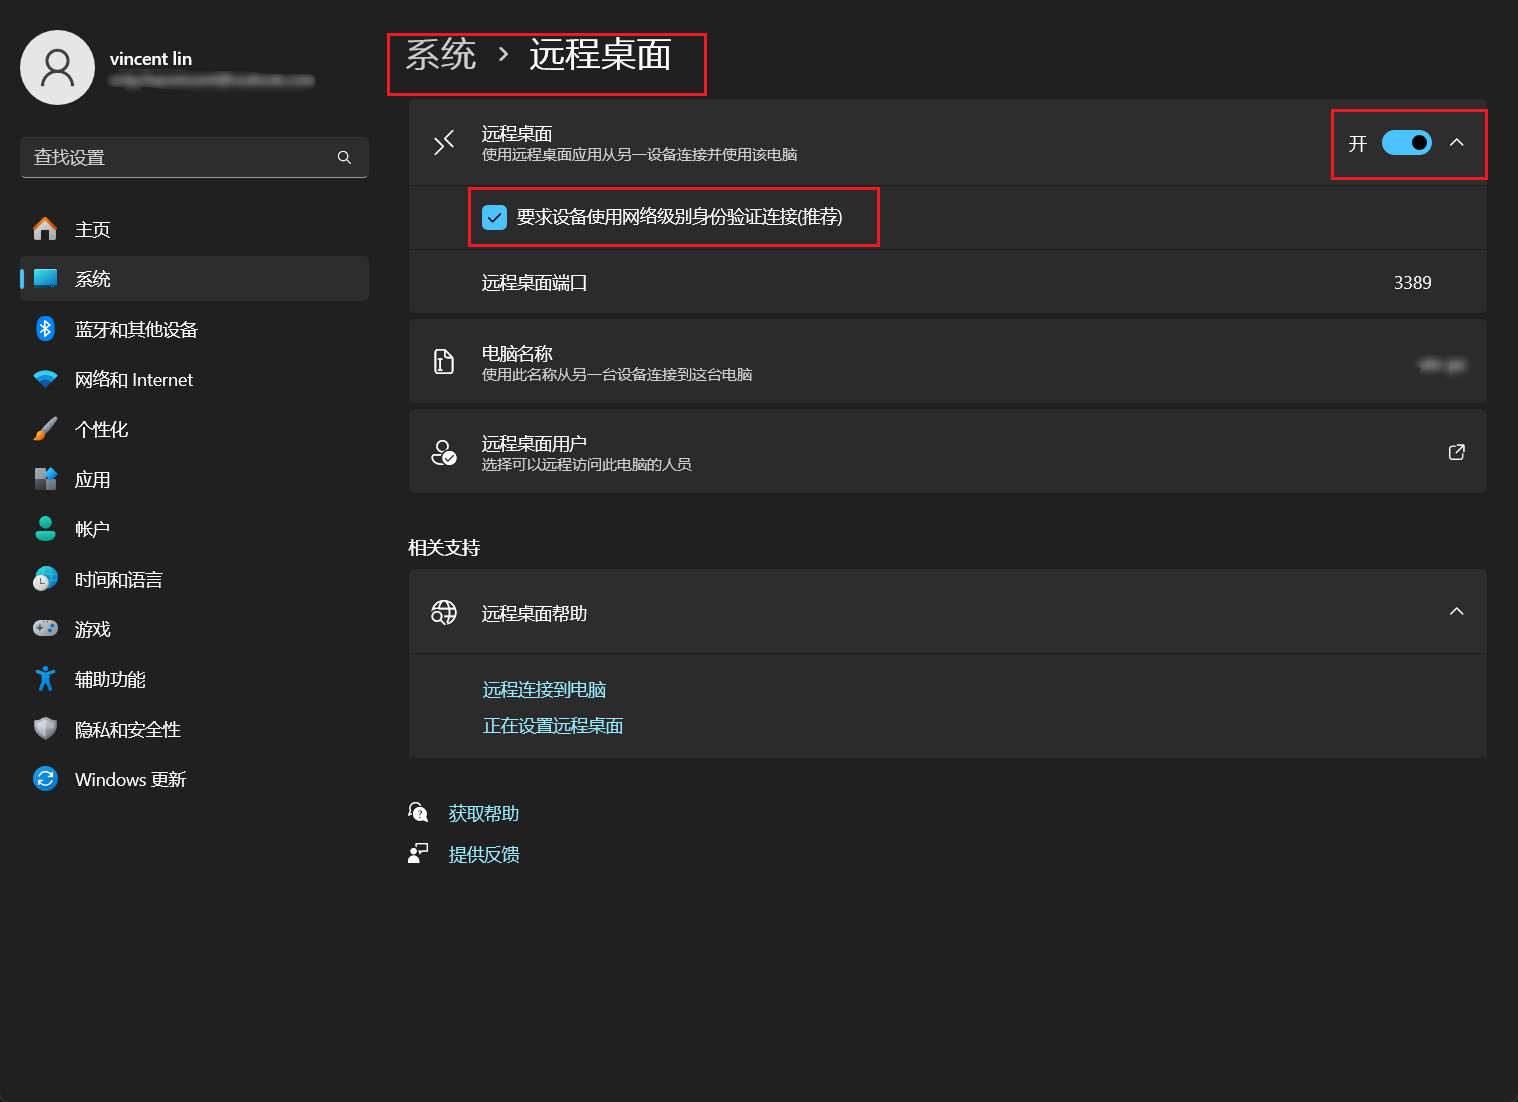 vincent lin
查找设置
主页
系统
蓝牙和其他设备
网络和 Internet
个性化
应用
帐户
时间和语言
游戏
辅助功能
隐私和安全性
Windows 更新
系统 › 远程桌面
远程桌面
使用远程桌面应用从另一设备连接并使用该电脑
开
要求设备使用网络级别身份验证连接(推荐)
远程桌面端口
3389
电脑名称
使用此名称从另一台设备连接到这台电脑
远程桌面用户
选择可以远程访问此电脑的人员
相关支持
远程桌面帮助
远程连接到电脑
正在设置远程桌面
获取帮助
提供反馈